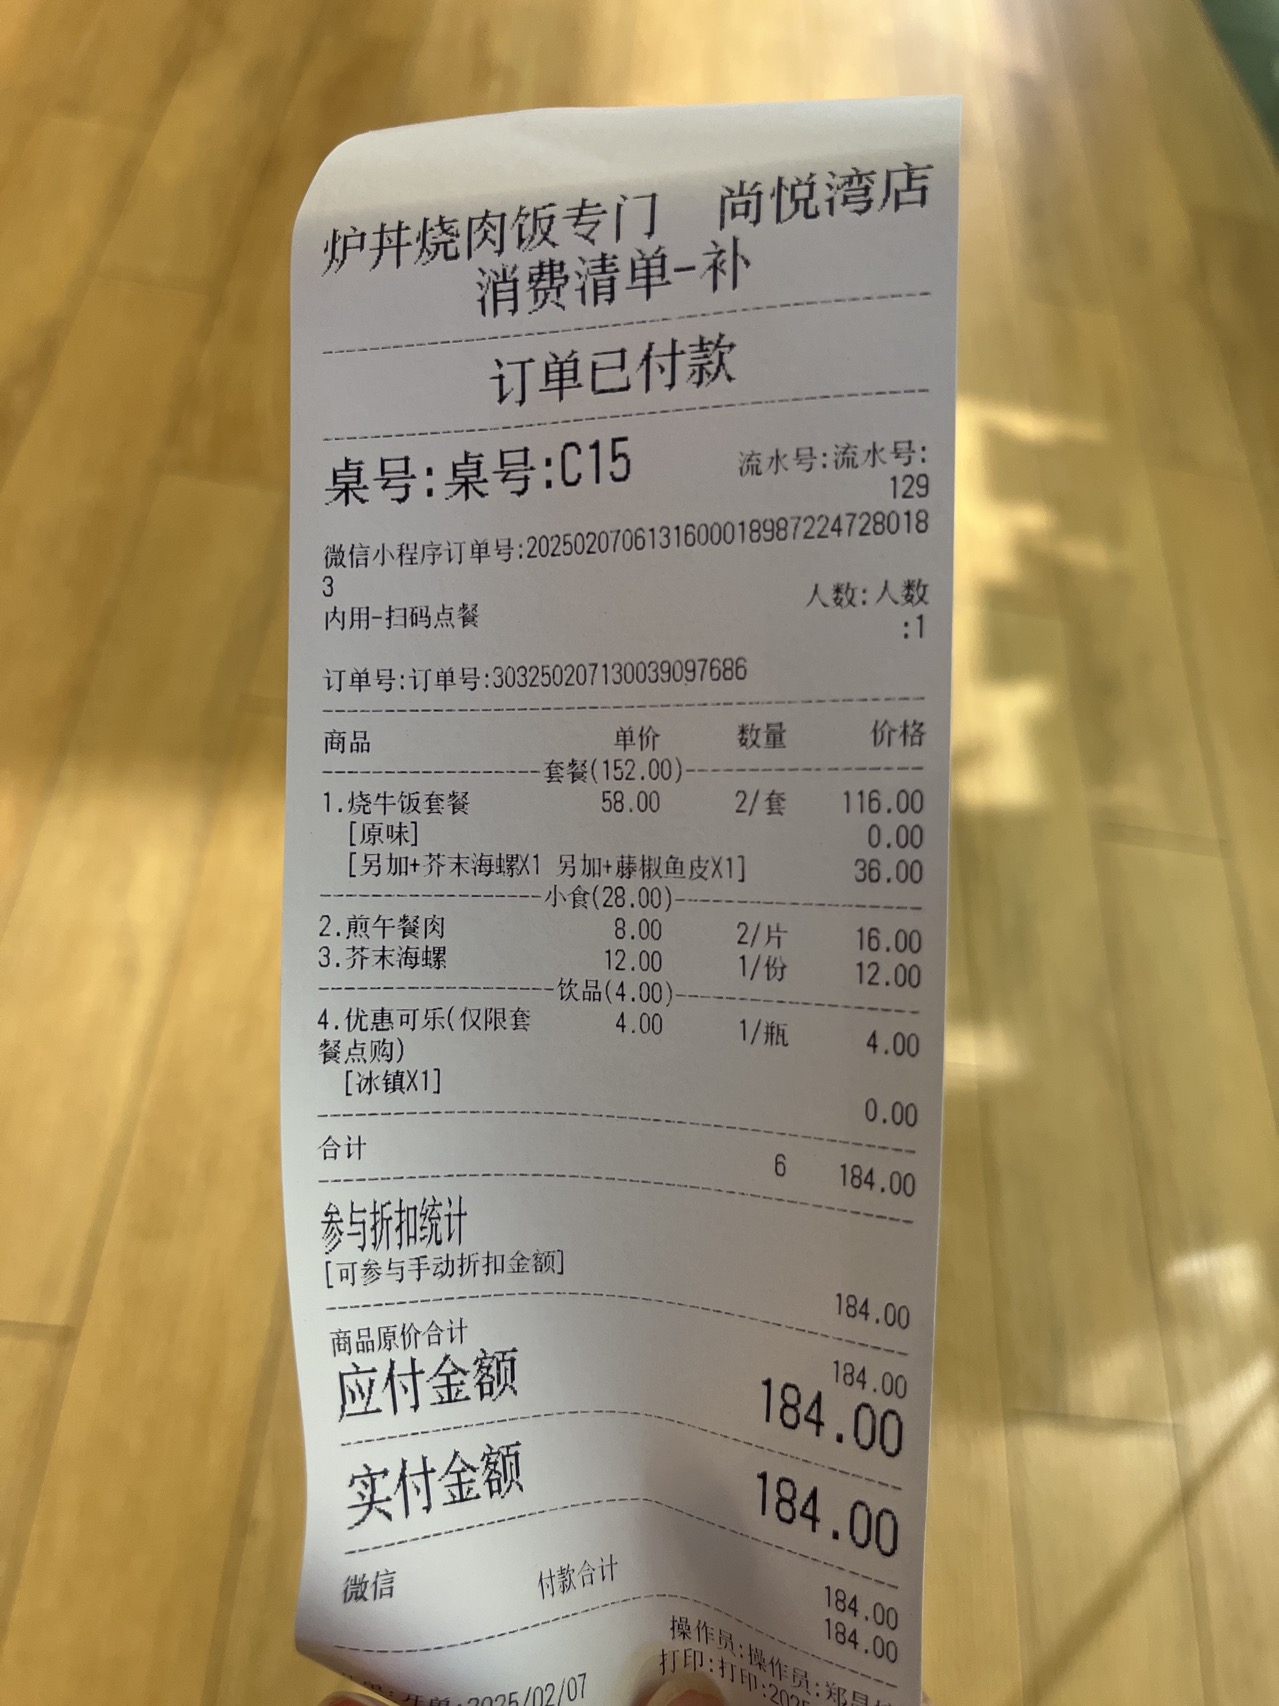 炉丼烧肉饭专门 尚悦湾店
消费清单-补
订单已付款
桌号:桌号:C15 流水号:流水号:
129
微信小程序订单号:2025020706131600018987224728018
3
内用-扫码点餐 人数:人数
:1
订单号:订单号:303250207130039097686
商品 单价 数量 价格
套餐(152.00)
1.烧牛饭套餐 58.00 2/套 116.00
[原味] 0.00
[另加+芥末海螺X1 另加+藤椒鱼皮X1] 36.00
小食(28.00)
2.煎午餐肉 8.00 2/片 16.00
3.芥末海螺 12.00 1/份 12.00
饮品(4.00)
4.优惠可乐(仅限套 4.00 1/瓶 4.00
餐点购)
[冰镇X1] 0.00
合计 6 184.00
参与折扣统计
[可参与手动折扣金额] 184.00
商品原价合计 184.00
应付金额 184.00
实付金额 184.00
微信 184.00
付款合计 184.00
操作员:操作员:郑
:2025/02/07 打印:打印:2025